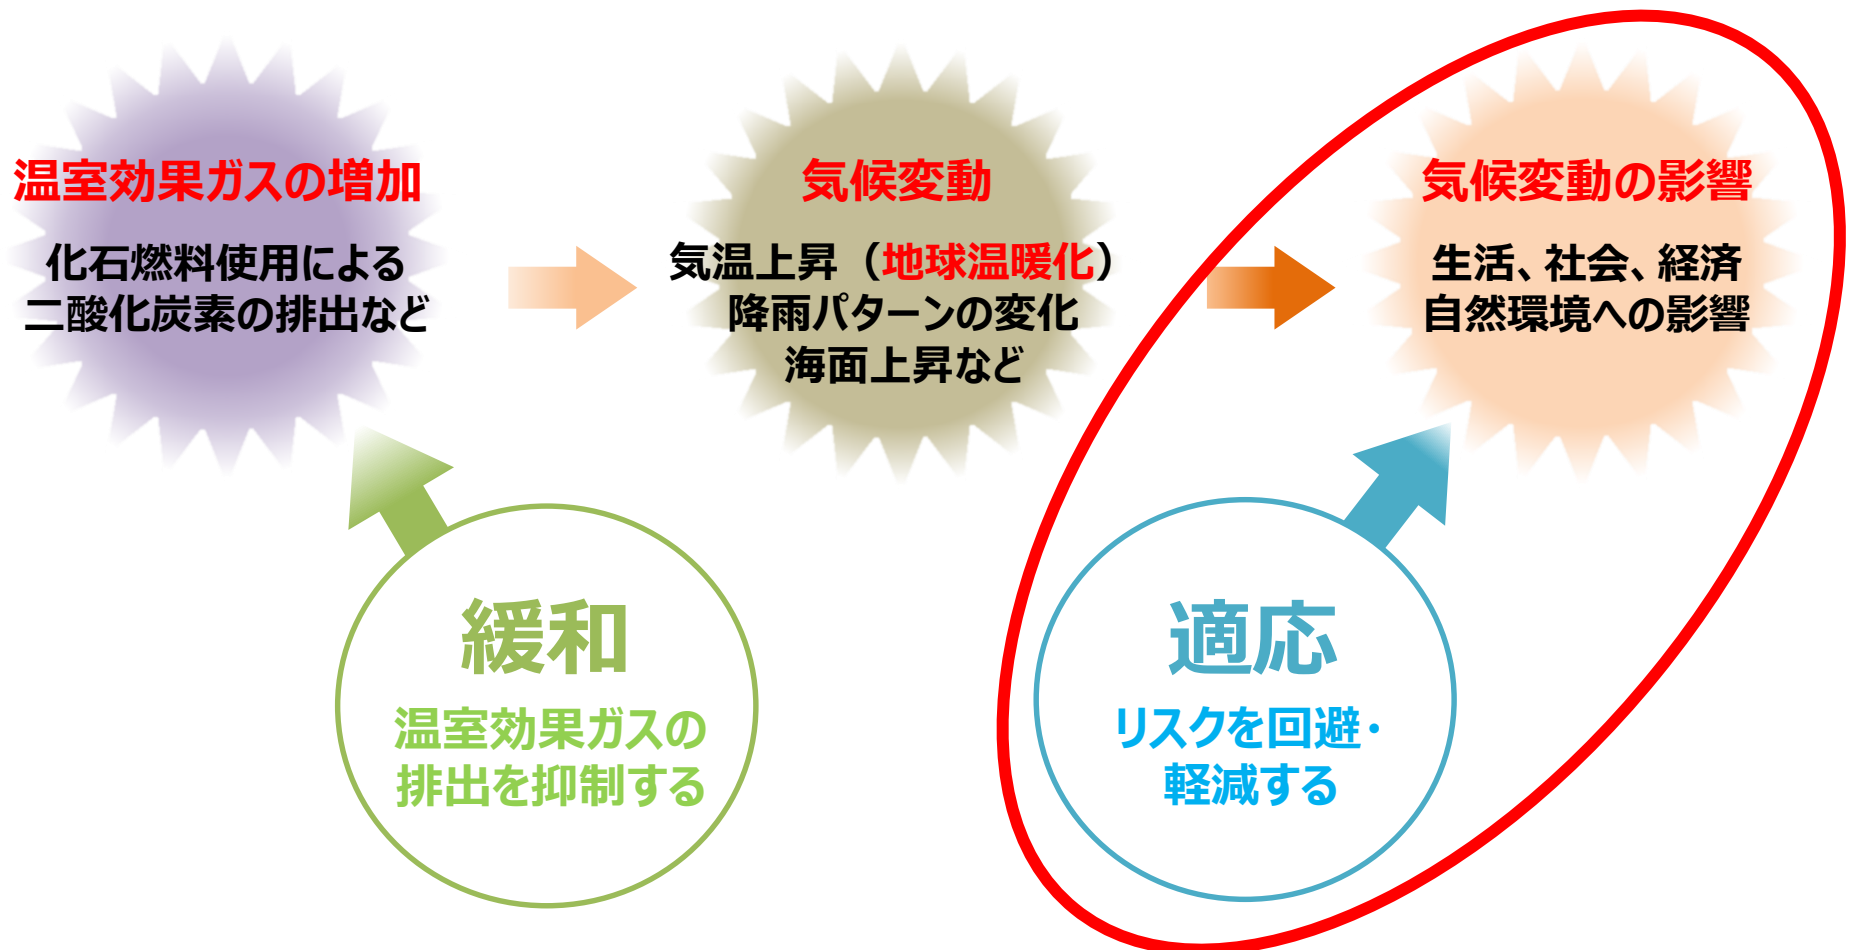 温室効果ガスの増加
化石燃料使用による
二酸化炭素の排出など
気候変動
気温上昇（地球温暖化）
降雨パターンの変化
海面上昇など
気候変動の影響
生活、社会、経済
自然環境への影響
緩和
温室効果ガスの
排出を抑制する
適応
リスクを回避・
軽減する